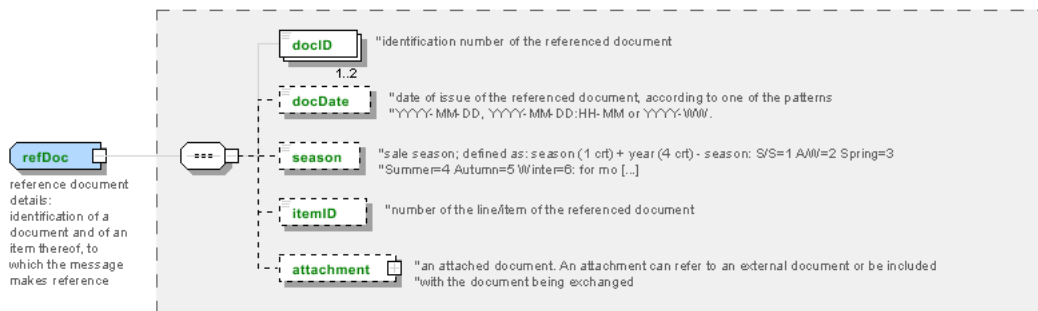 docID
"identification number of the referenced document
1..2
docDate
"date of issue of the referenced document, according to one of the patterns
"YYYY-MM-DD, YYYY-MM-DD:HH-MM or YYYY-WW.
refDoc
season
"sale season; defined as: season (1 crt) + year (4 crt) - season: S/S=1 A/W=2 Spring=3
"Summer=4 Autumn=5 Winter=6: for mo [...]
reference document
details:
identification of a
document and of an
item thereof, to
which the message
makes reference
itemID
"number of the line/item of the referenced document
attachment
"an attached document. An attachment can refer to an external document or be included
"with the document being exchanged